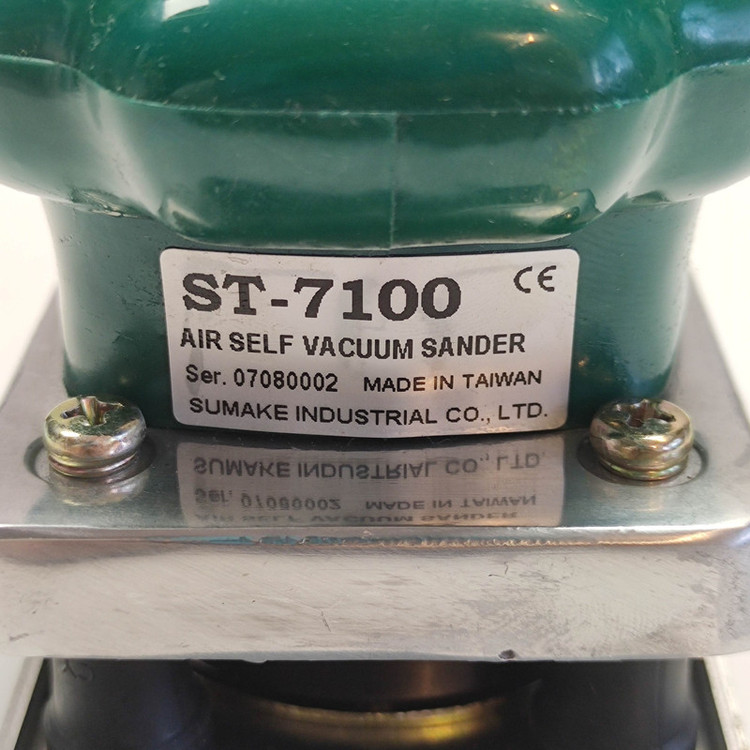 ST-7100 CE
AIR SELF VACUUM SANDER
Ser. 07080002 MADE IN TAIWAN
SUMAKE INDUSTRIAL CO., LTD.